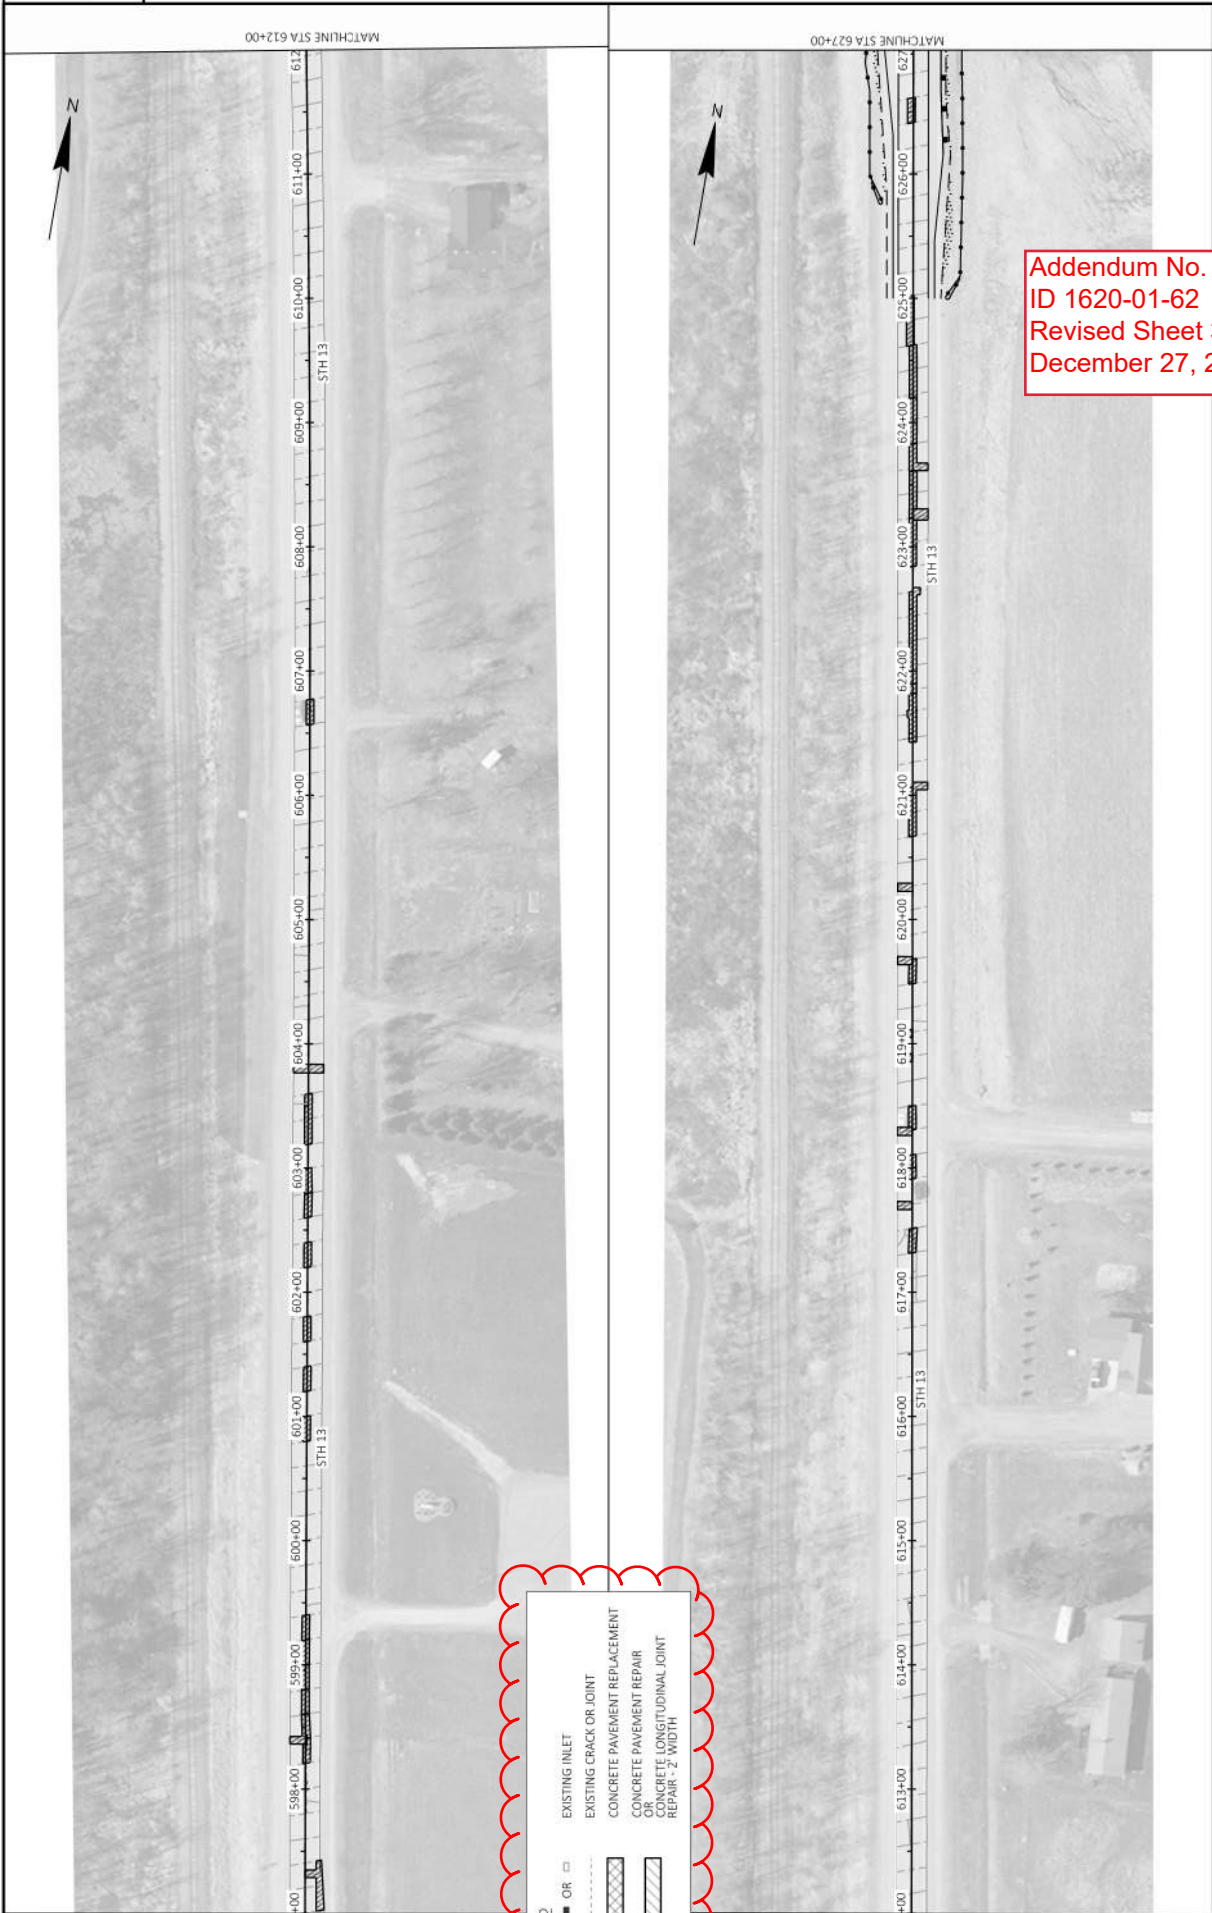 MATCHLINE STA 612+00
N
612
611+00
610+00
STH 13
609+00
608+00
607+00
606+00
605+00
604+00
603+00
602+00
601+00
STH 13
600+00
599+00
598+00
+00
MATCHLINE STA 627+00
N
627
626+00
625+00
624+00
623+00
STH 13
622+00
621+00
620+00
619+00
618+00
617+00
STH 13
616+00
615+00
614+00
613+00
+00
Addendum No.
ID 1620-01-62
Revised Sheet
December 27, 2
OR
EXISTING INLET
EXISTING CRACK OR JOINT
CONCRETE PAVEMENT REPLACEMENT
CONCRETE PAVEMENT REPAIR
OR
CONCRETE LONGITUDINAL JOINT
REPAIR - 2' WIDTH